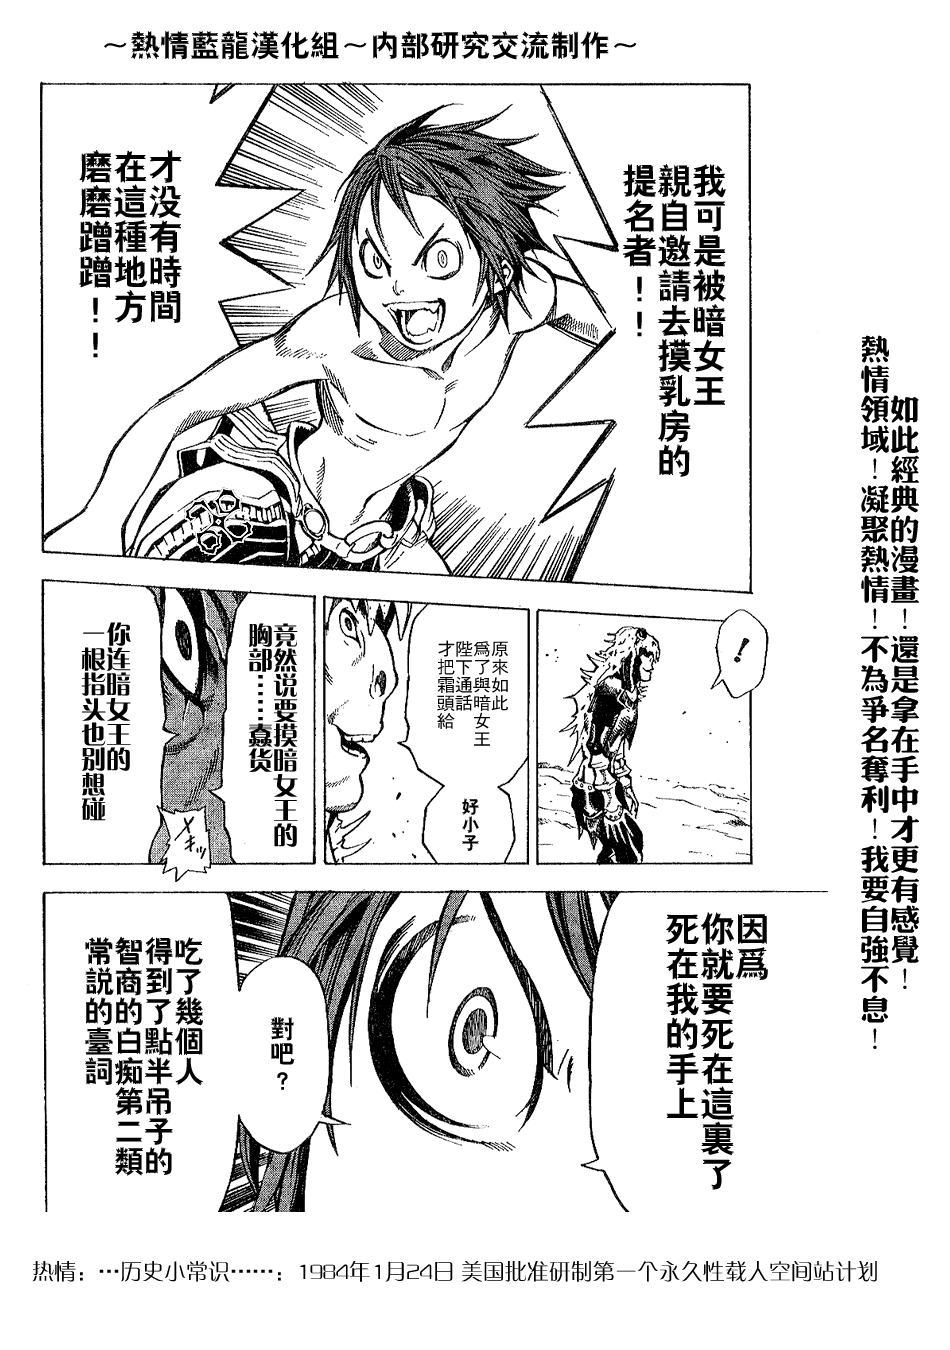 ～熱情藍龍漢化組～内部研究交流制作～
我可是被暗女王
親自邀請去摸乳房的
提名者！！
才没有時間
在這種地方
磨磨蹭蹭！！
！
原來如此
爲了與暗女王
陛下通話
才把霜頭給
好小子
竟然说要摸暗女王的
胸部……蠢货
你连暗女王的
一根指头也别想碰
因爲
你就要死在這裏了
死在我的手上
對吧？
吃了幾個人
得到了點半吊子的
智商的白痴第二類
常説的臺詞
如此經典的漫畫！還是拿在手中才更有感覺！
熱情領域！凝聚熱情！不為爭名奪利！我要自強不息！
热情：…历史小常识……：1984年1月24日 美国批准研制第一个永久性载人空间站计划